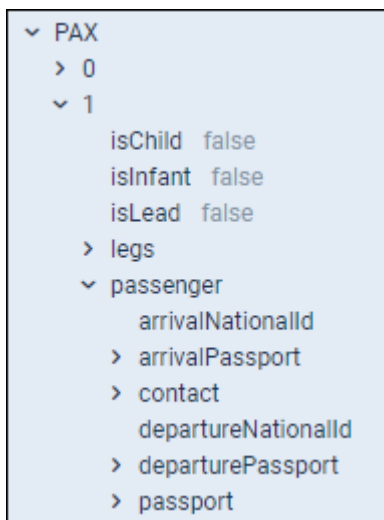 PAX
0
1
isChild false
isInfant false
isLead false
legs
passenger
arrivalNationalId
arrivalPassport
contact
departureNationalId
departurePassport
passport